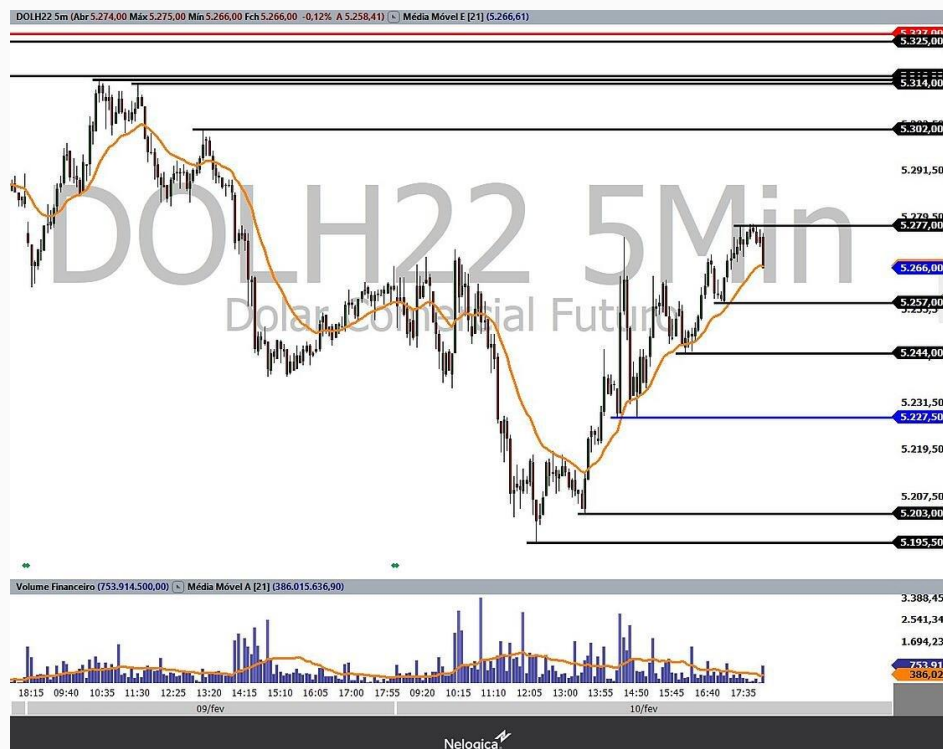 DOLH22 5m (Abr 5.274,00 Máx 5.275,00 Mín 5.266,00 Fch 5.266,00 -0,12% A 5.258,41) Média Móvel E [21] (5.266,61)
5.325,00
5.314,00
5.302,00
5.291,50
DOLH22 5Min
5.277,00
5.266,00
Dolar Comercial Futuro
5.257,00
5.244,00
5.231,50
5.227,50
5.219,50
5.207,50
5.203,00
5.195,50
Volume Financeiro (753.914.500,00) Média Móvel A [21] (386.015.636,90)
3.388,45
2.541,34
1.694,23
753,91
386,02
18:15 09:40 10:35 11:30 12:25 13:20 14:15 15:10 16:05 17:00 17:55 09:20 10:15 11:10 12:05 13:00 13:55 14:50 15:45 16:40 17:35
09/fev 10/fev
Nelogica